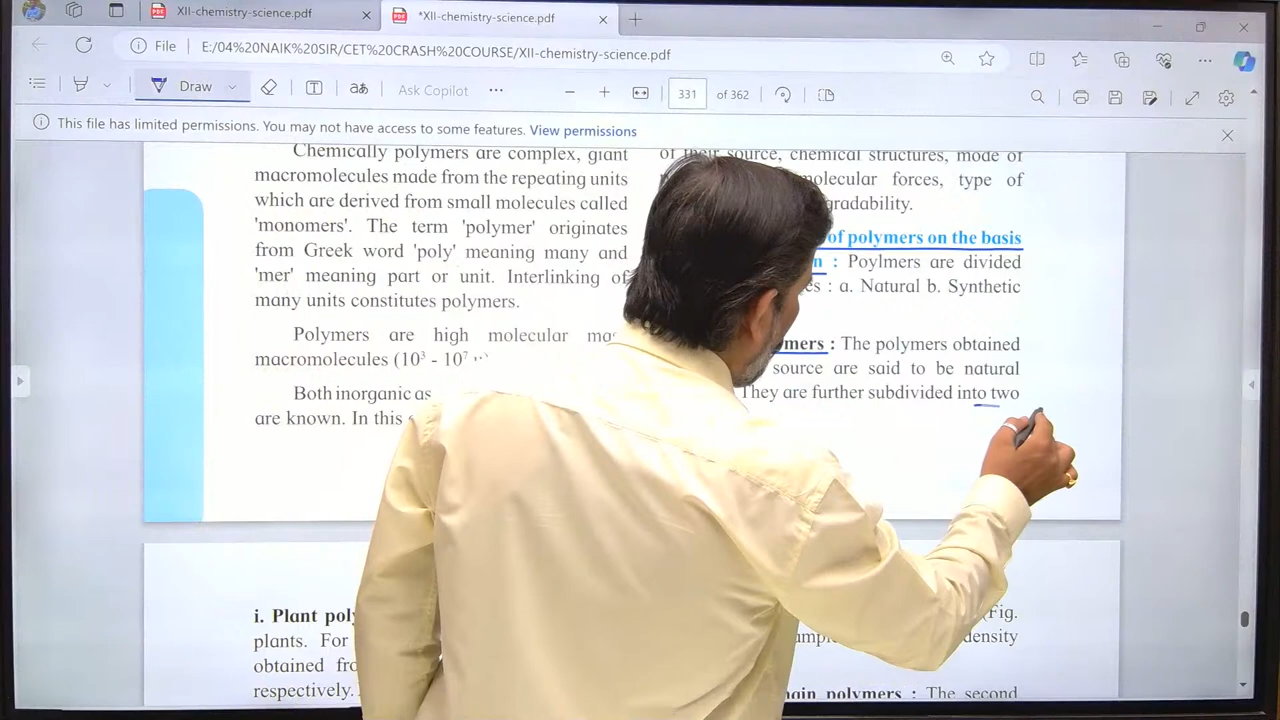 XII-chemistry-science.pdf
*XII-chemistry-science.pdf
File E:/04%20NAIK%20SIR/CET%20CRASH%20COURSE/XII-chemistry-science.pdf
Draw T aあ Ask Copilot 331 of 362
This file has limited permissions. You may not have access to some features. View permissions
Chemically polymers are complex, giant
macromolecules made from the repeating units
which are derived from small molecules called
'monomers'. The term 'polymer' originates
from Greek word 'poly' meaning many and
'mer' meaning part or unit. Interlinking of
many units constitutes polymers.
Polymers are high molecular
macromolecules (10³ - 10⁷
Both inorganic as
are known. In this
of their source, chemical structures, mode of
molecular forces, type of
of polymers on the basis
: Poylmers are divided
: a. Natural b. Synthetic
: The polymers obtained
source are said to be natural
They are further subdivided into two
i. Plant
plants. For
obtained
respectively.
(Fig.
density
polymers : The second